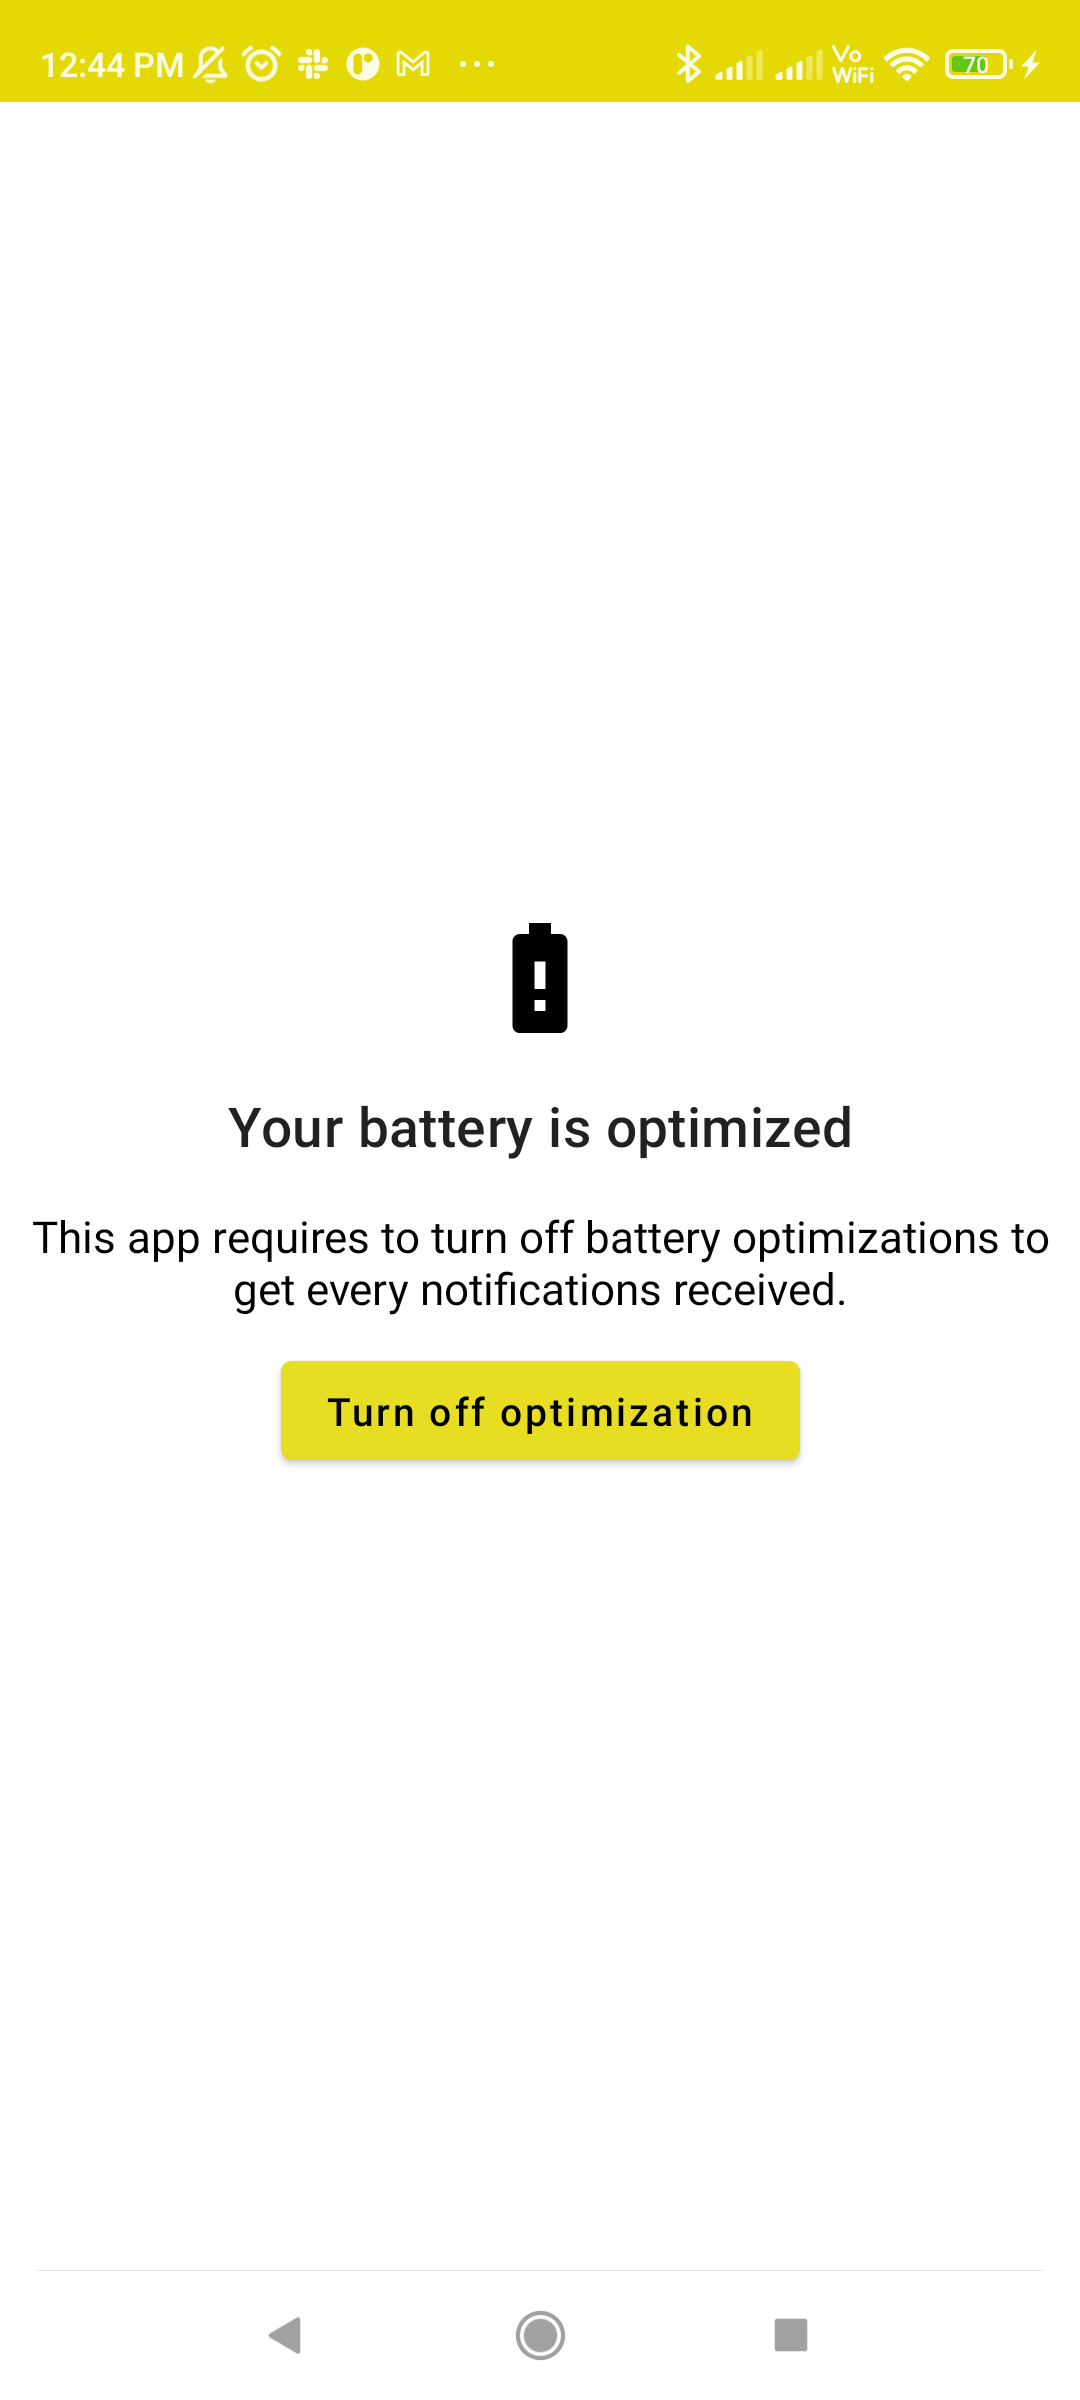 12:44 PM
Vo
WiFi
70
Your battery is optimized
This app requires to turn off battery optimizations to
get every notifications received.
Turn off optimization